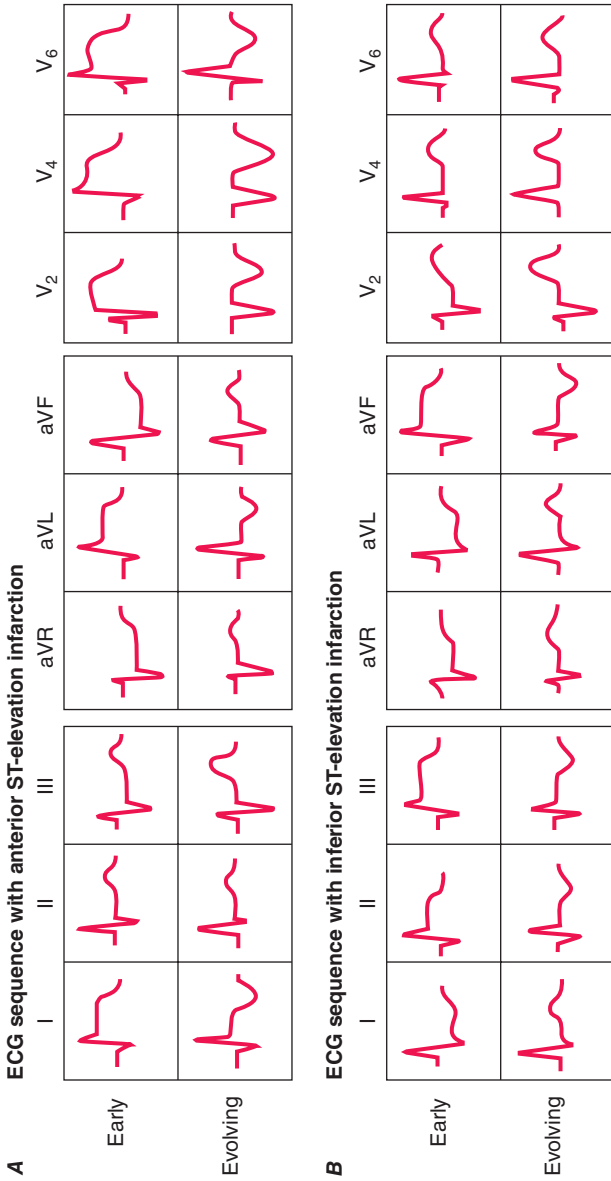 A ECG sequence with anterior ST-elevation infarction
I II III aVR aVL aVF V2 V4 V6
Early
Evolving
B ECG sequence with inferior ST-elevation infarction
I II III aVR aVL aVF V2 V4 V6
Early
Evolving